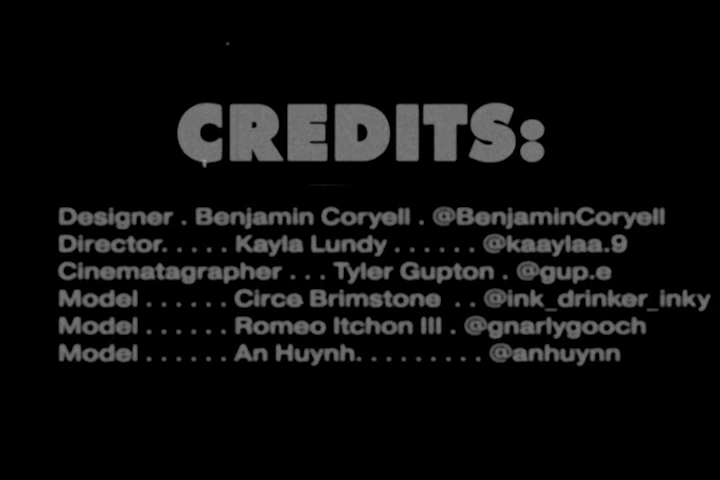 CREDITS:
Designer . Benjamin Coryell . @BenjaminCoryell
Director. . . . . Kayla Lundy . . . . . . @kaaylaa.9
Cinematagrapher . . . Tyler Gupton . @gup.e
Model . . . . . . Circe Brimstone . . @ink_drinker_inky
Model . . . . . . Romeo Itchon III . @gnarlygooch
Model . . . . . . An Huynh. . . . . . . . . @anhuynn